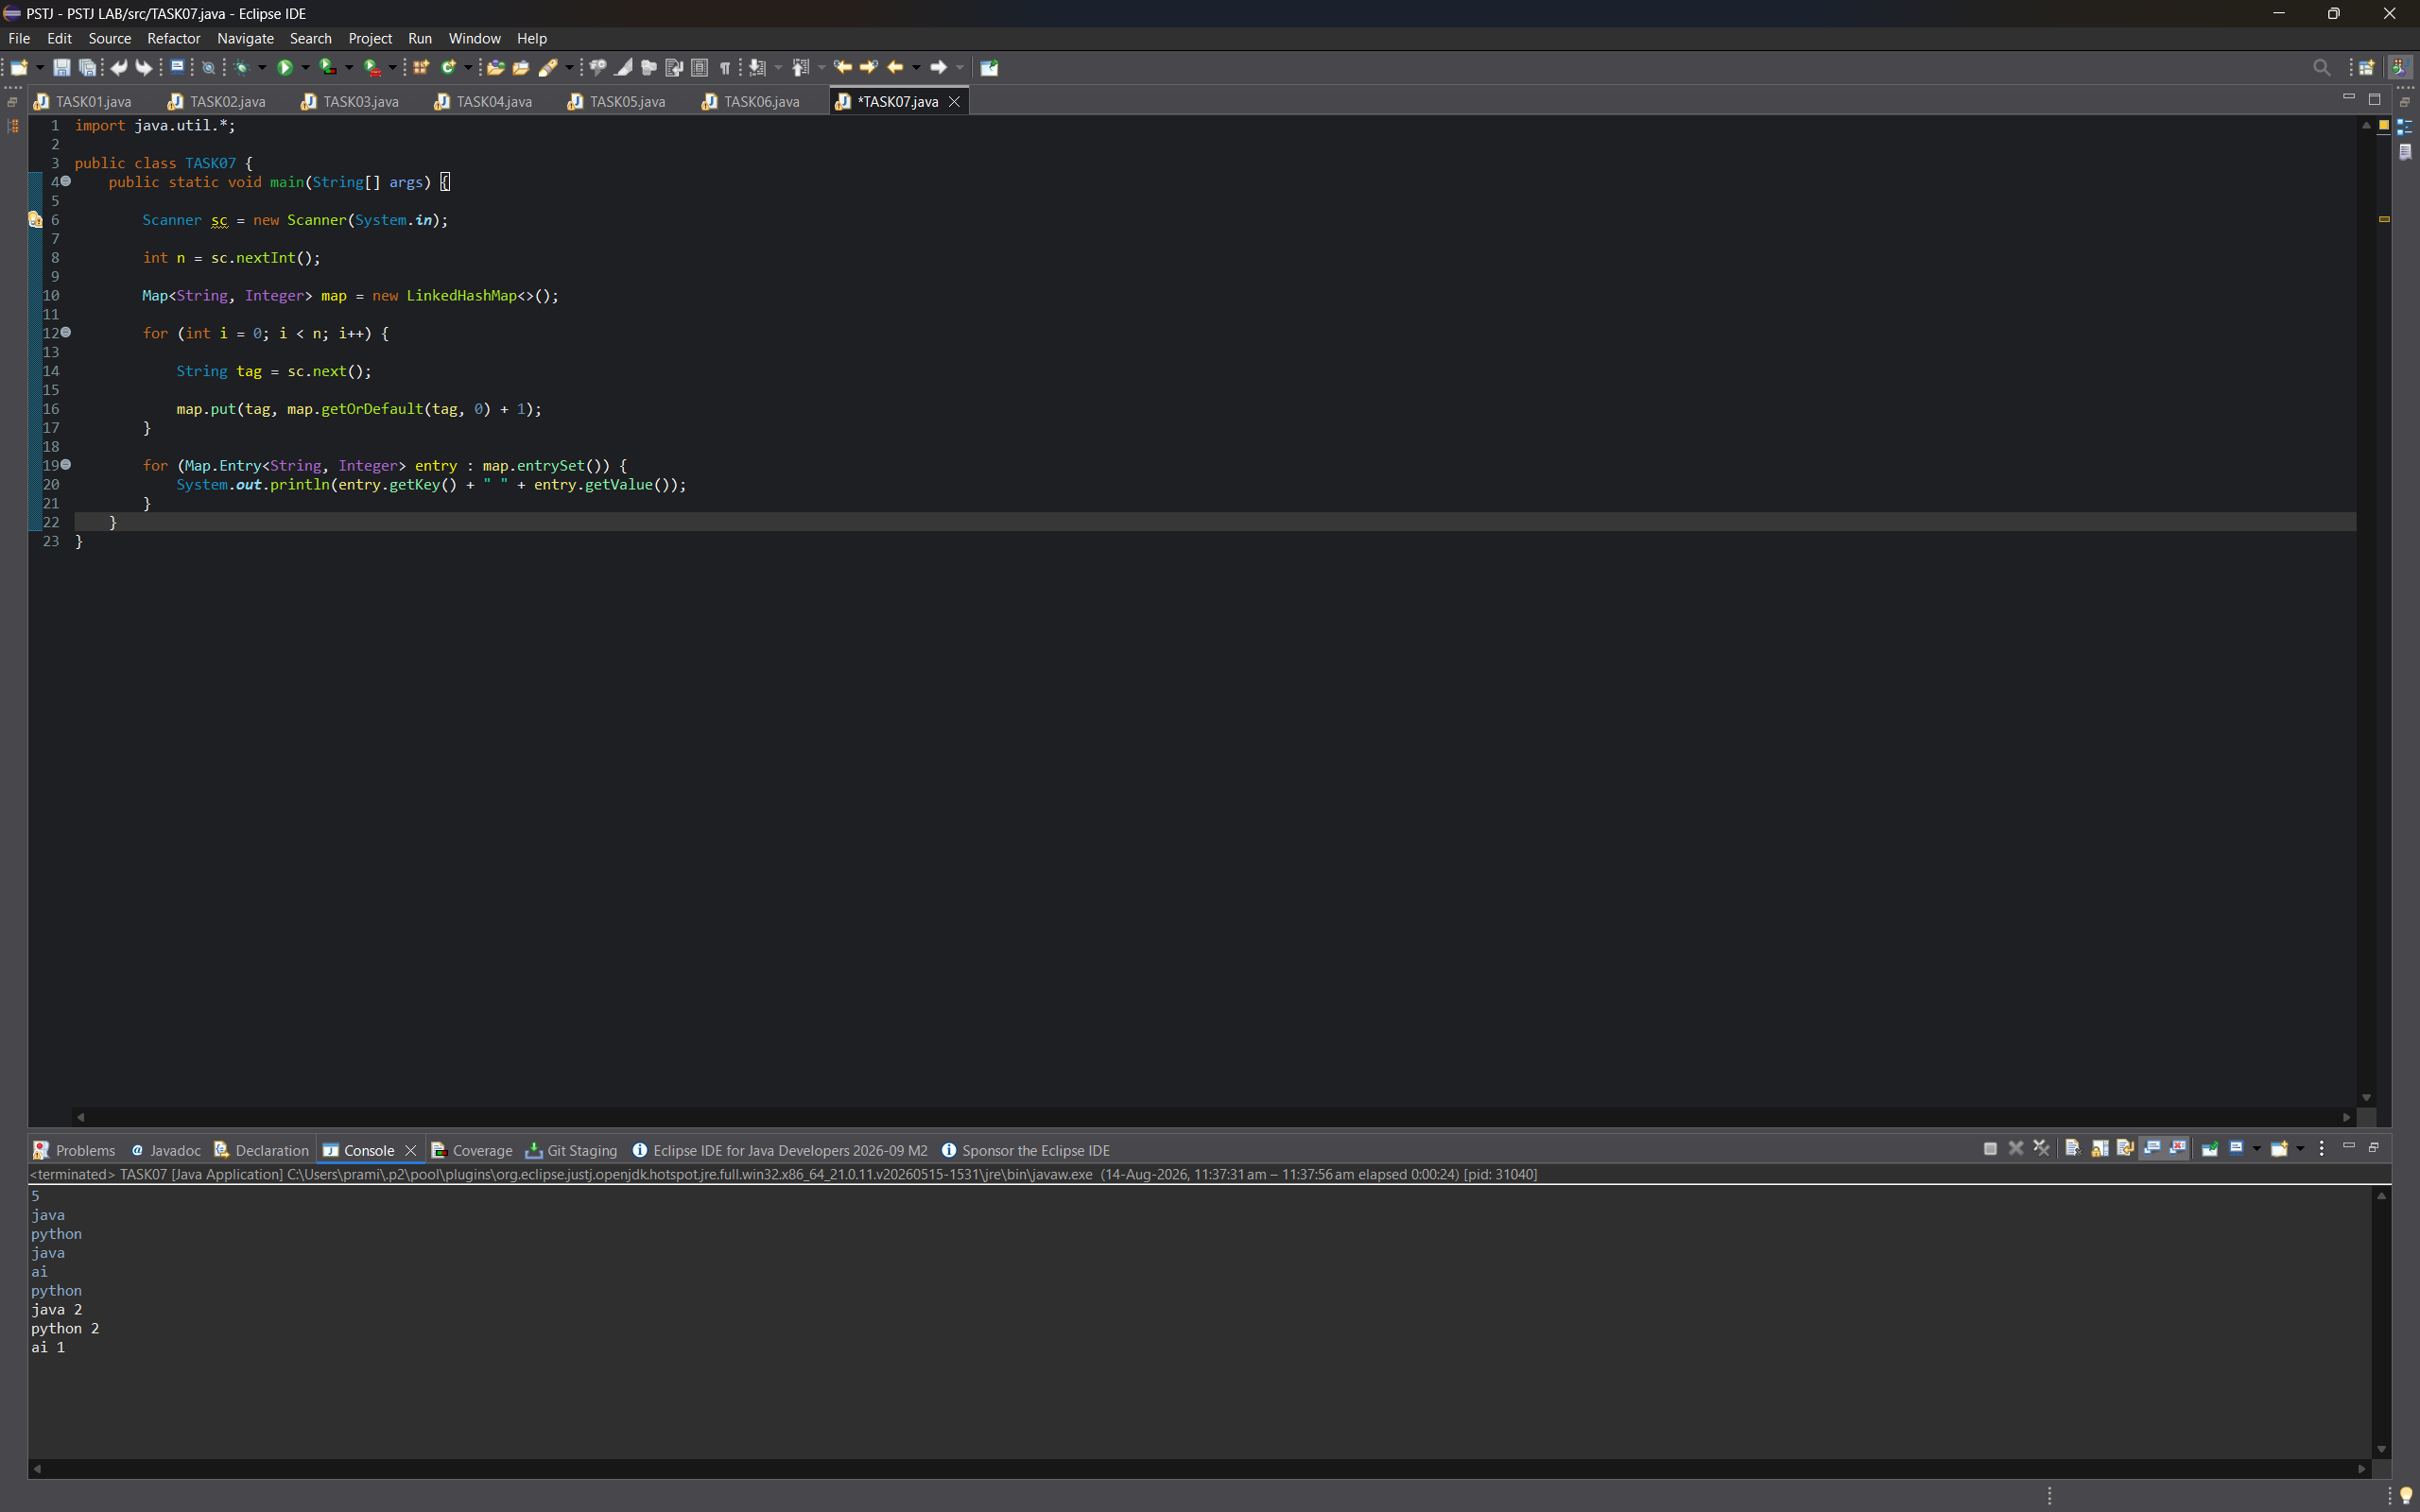 PSTJ - PSTJ LAB/src/TASK07.java - Eclipse IDE
File Edit Source Refactor Navigate Search Project Run Window Help
TASK01.java TASK02.java TASK03.java TASK04.java TASK05.java TASK06.java *TASK07.java
1 import java.util.*;
2
3 public class TASK07 {
4 public static void main(String[] args) {
5
6 Scanner sc = new Scanner(System.in);
7
8 int n = sc.nextInt();
9
10 Map<String, Integer> map = new LinkedHashMap<>();
11
12 for (int i = 0; i < n; i++) {
13
14 String tag = sc.next();
15
16 map.put(tag, map.getOrDefault(tag, 0) + 1);
17 }
18
19 for (Map.Entry<String, Integer> entry : map.entrySet()) {
20 System.out.println(entry.getKey() + " " + entry.getValue());
21 }
22 }
23 }
Problems Javadoc Declaration Console Coverage Git Staging Eclipse IDE for Java Developers 2026-09 M2 Sponsor the Eclipse IDE
<terminated> TASK07 [Java Application] C:\Users\prami\.p2\pool\plugins\org.eclipse.justj.openjdk.hotspot.jre.full.win32.x86_64_21.0.11.v20260515-1531\jre\bin\javaw.exe (14-Aug-2026, 11:37:31 am – 11:37:56 am elapsed 0:00:24) [pid: 31040]
5
java
python
java
ai
python
java 2
python 2
ai 1